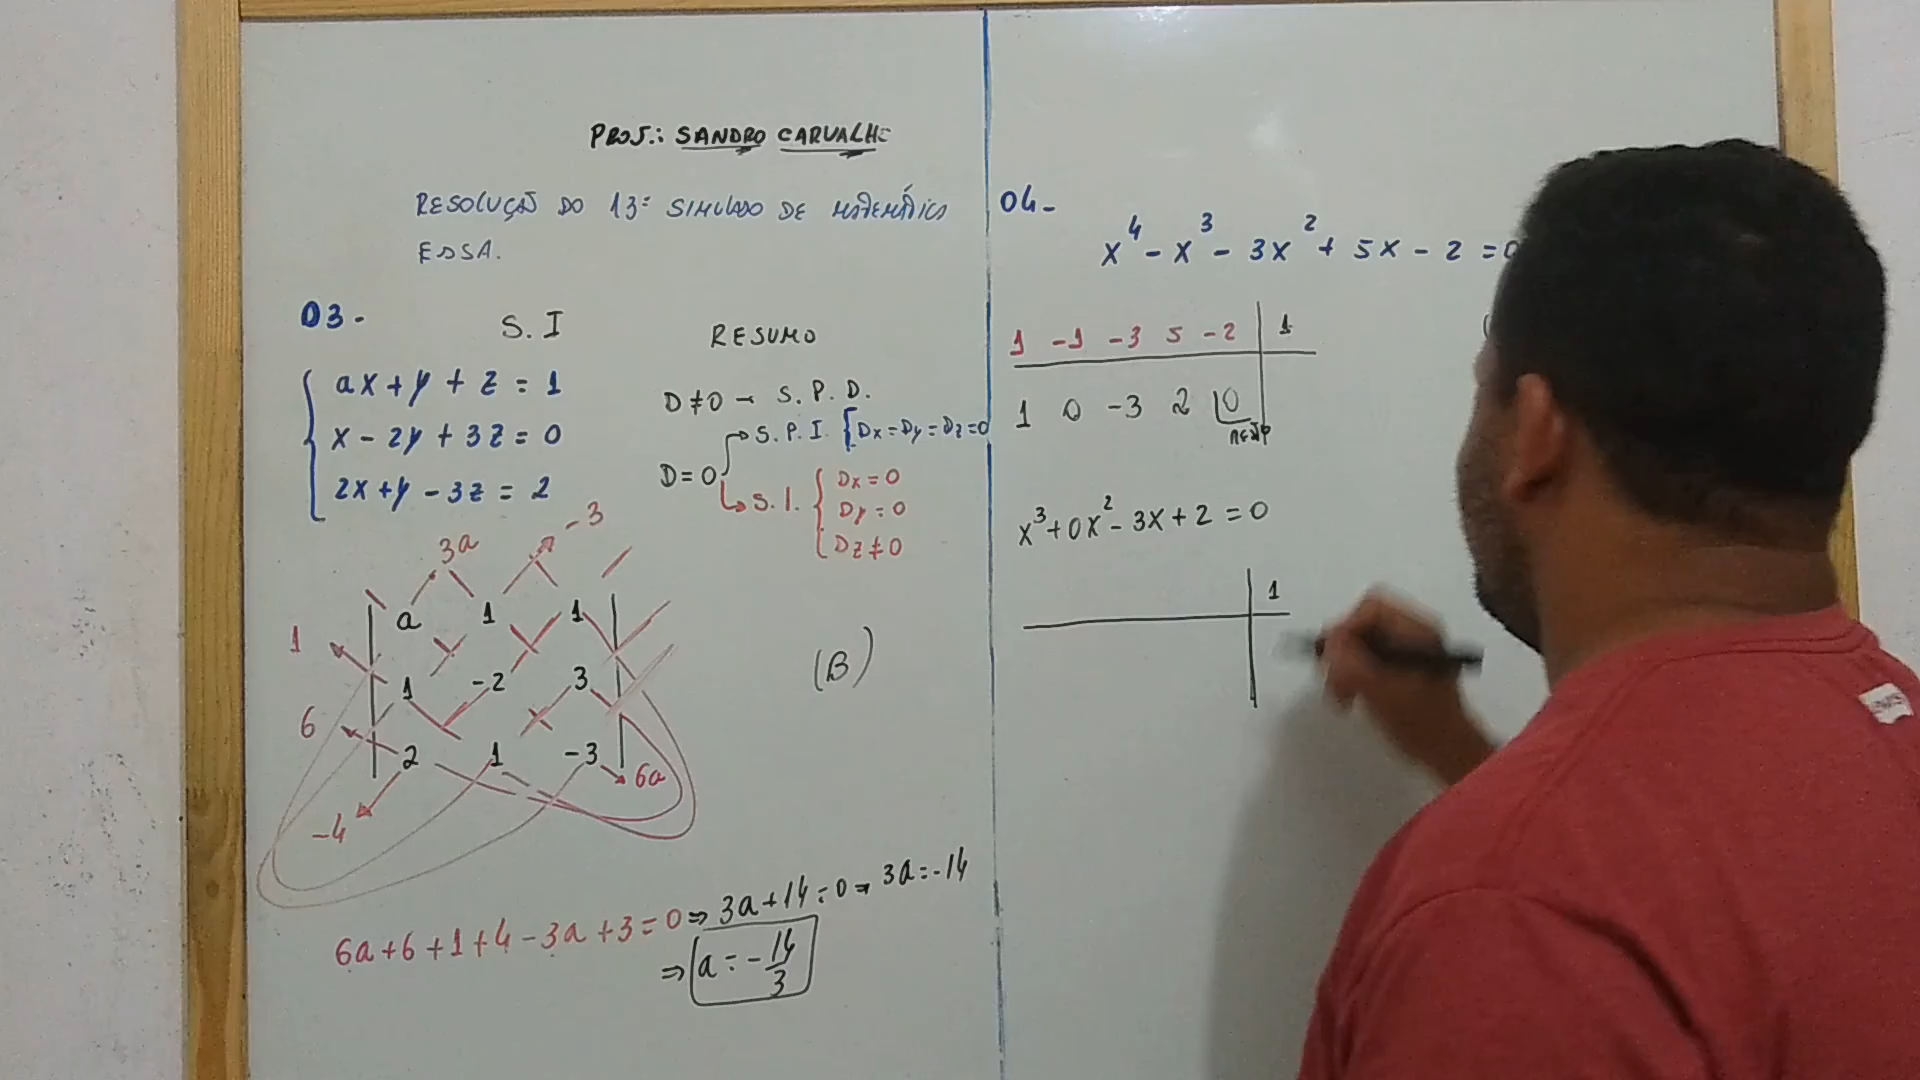 PROF.: SANDRO CARVALHO
RESOLUÇÃO DO 13º SIMULADO DE MATEMÁTICA
ESSA.
03-
S. I
ax + y + z = 1
x - 2y + 3z = 0
2x + y - 3z = 2
RESUMO
D ≠ 0 → S. P. D.
D = 0
S. P. I. { Dx = Dy = Dz = 0
S. I. { Dx = 0
Dy = 0
Dz ≠ 0
3a -3
a 1 1
1
1 -2 3
6
2 1 -3
6a
-4
(B)
6a + 6 + 1 + 4 - 3a + 3 = 0 ⇒ 3a + 14 = 0 ⇒ 3a = -14
⇒ a = - 14/3
04-
x⁴ - x³ - 3x² + 5x - 2 = 0
1 -1 -3 5 -2 | 1
1 0 -3 2 0
x³ + 0x² - 3x + 2 = 0
1